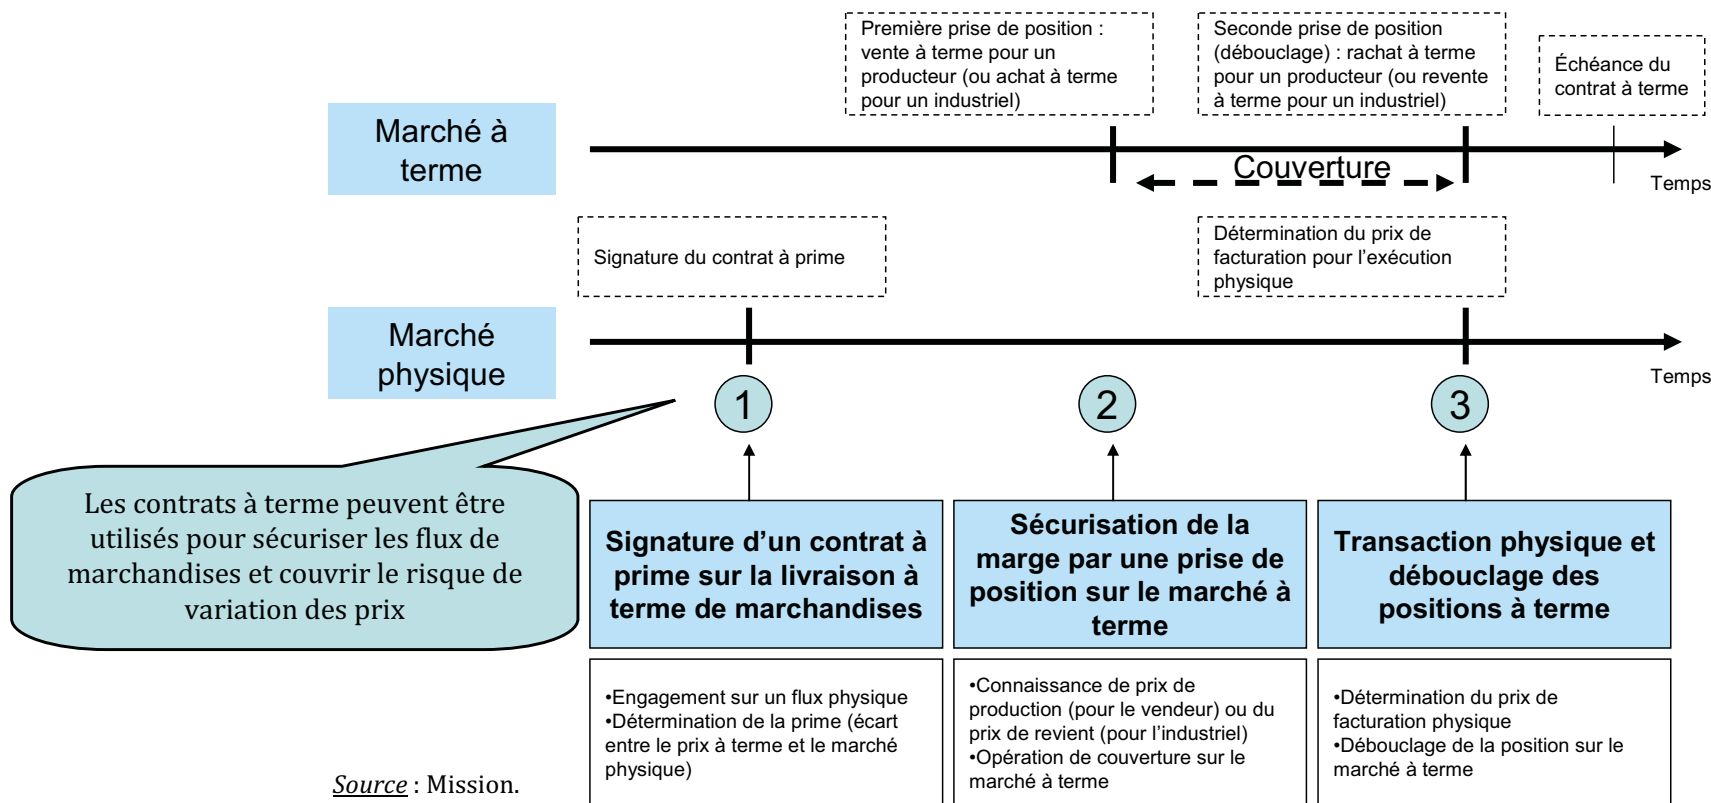 Première prise de position :
vente à terme pour un
producteur (ou achat à terme
pour un industriel)
Seconde prise de position
(débouclage) : rachat à terme
pour un producteur (ou revente
à terme pour un industriel)
Échéance du
contrat à terme
Marché à
terme
Couverture
Temps
Signature du contrat à prime
Détermination du prix de
facturation pour l’exécution
physique
Marché
physique
Temps
1
2
3
Les contrats à terme peuvent être
utilisés pour sécuriser les flux de
marchandises et couvrir le risque de
variation des prix
Signature d’un contrat à
prime sur la livraison à
terme de marchandises
Sécurisation de la
marge par une prise de
position sur le marché à
terme
Transaction physique et
débouclage des
positions à terme
•Engagement sur un flux physique
•Détermination de la prime (écart
entre le prix à terme et le marché
physique)
•Connaissance de prix de
production (pour le vendeur) ou du
prix de revient (pour l’industriel)
•Opération de couverture sur le
marché à terme
•Détermination du prix de
facturation physique
•Débouclage de la position sur le
marché à terme
Source : Mission.